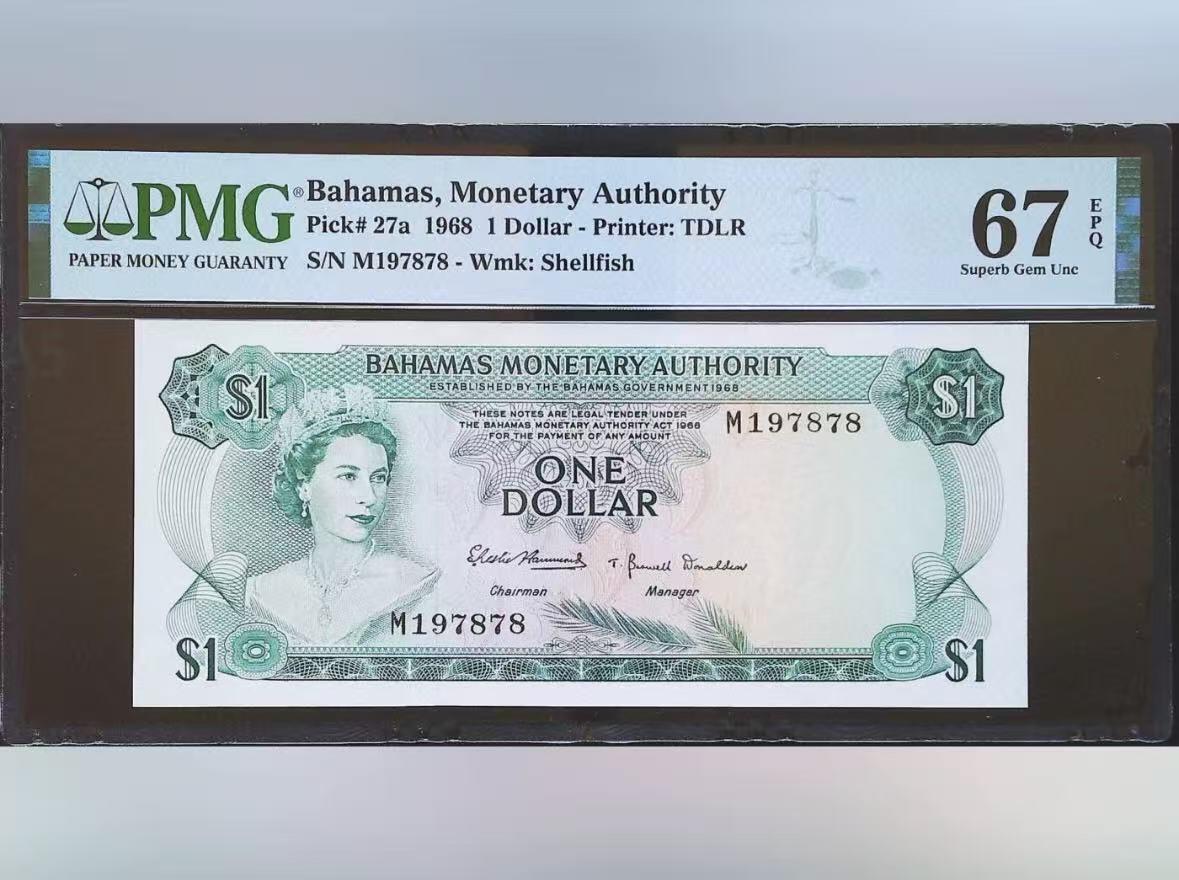 PMG®
PAPER MONEY GUARANTY
Bahamas, Monetary Authority
Pick# 27a 1968 1 Dollar - Printer: TDLR
S/N M197878 - Wmk: Shellfish
67 EPQ
Superb Gem Unc
$1
BAHAMAS MONETARY AUTHORITY
$1
ESTABLISHED BY THE BAHAMAS GOVERNMENT 1968
THESE NOTES ARE LEGAL TENDER UNDER
THE BAHAMAS MONETARY AUTHORITY ACT 1968
FOR THE PAYMENT OF ANY AMOUNT
M197878
ONE
DOLLAR
T. Donaldson
Chairman
Manager
M197878
$1
$1